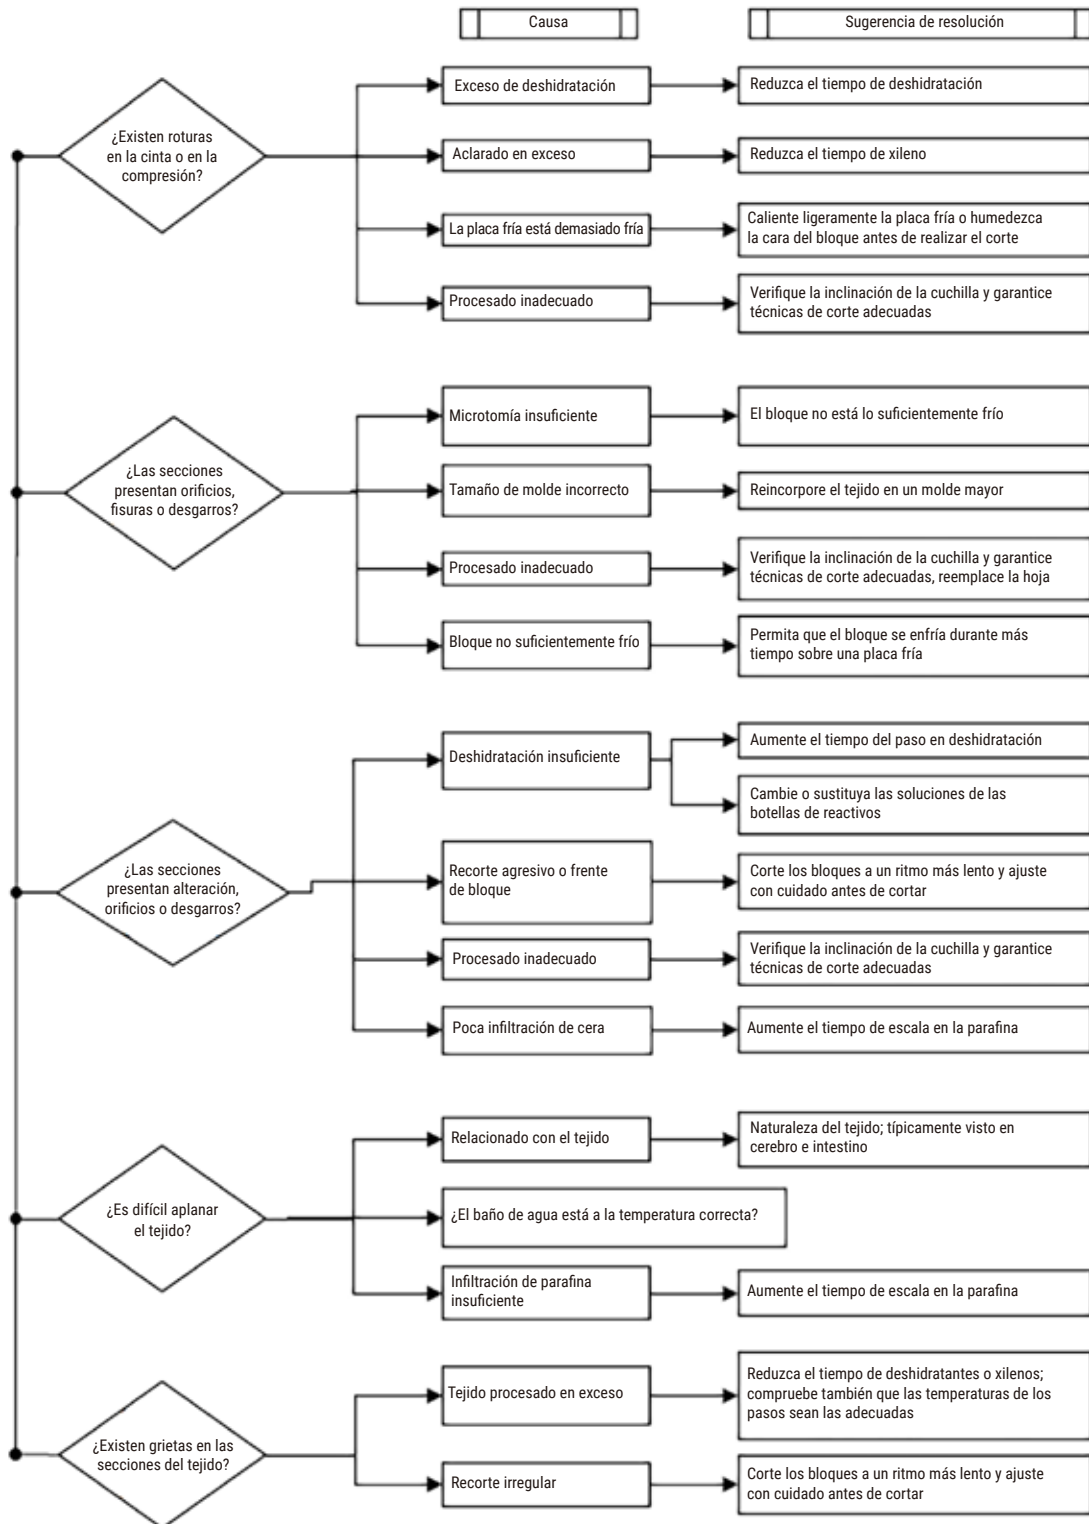 Causa
Sugerencia de resolución
¿Existen roturas
en la cinta o en la
compresión?
Exceso de deshidratación
Reduzca el tiempo de deshidratación
Aclarado en exceso
Reduzca el tiempo de xileno
La placa fría está demasiado fría
Caliente ligeramente la placa fría o humedezca
la cara del bloque antes de realizar el corte
Procesado inadecuado
Verifique la inclinación de la cuchilla y garantice
técnicas de corte adecuadas
¿Las secciones
presentan orificios,
fisuras o desgarros?
Microtomía insuficiente
El bloque no está lo suficientemente frío
Tamaño de molde incorrecto
Reincorpore el tejido en un molde mayor
Procesado inadecuado
Verifique la inclinación de la cuchilla y garantice
técnicas de corte adecuadas, reemplace la hoja
Bloque no suficientemente frío
Permita que el bloque se enfría durante más
tiempo sobre una placa fría
¿Las secciones
presentan alteración,
orificios o desgarros?
Deshidratación insuficiente
Aumente el tiempo del paso en deshidratación
Cambie o sustituya las soluciones de las
botellas de reactivos
Recorte agresivo o frente
de bloque
Corte los bloques a un ritmo más lento y ajuste
con cuidado antes de cortar
Procesado inadecuado
Verifique la inclinación de la cuchilla y garantice
técnicas de corte adecuadas
Poca infiltración de cera
Aumente el tiempo de escala en la parafina
¿Es difícil aplanar
el tejido?
Relacionado con el tejido
Naturaleza del tejido; típicamente visto en
cerebro e intestino
¿El baño de agua está a la temperatura correcta?
Infiltración de parafina
insuficiente
Aumente el tiempo de escala en la parafina
¿Existen grietas en las
secciones del tejido?
Tejido procesado en exceso
Reduzca el tiempo de deshidratantes o xilenos;
compruebe también que las temperaturas de los
pasos sean las adecuadas
Recorte irregular
Corte los bloques a un ritmo más lento y ajuste
con cuidado antes de cortar